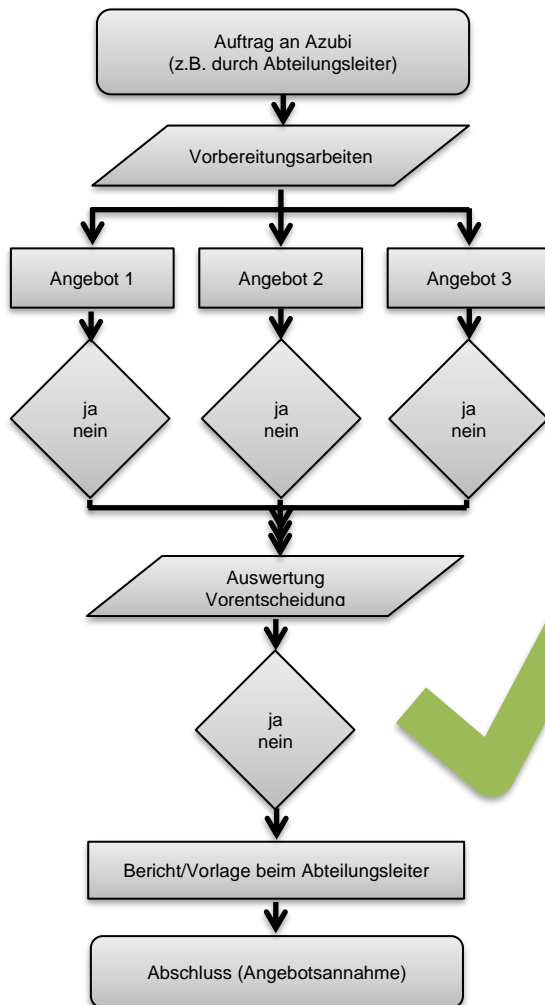 Auftrag an Azubi
(z.B. durch Abteilungsleiter)
Vorbereitungsarbeiten
Angebot 1
Angebot 2
Angebot 3
ja
nein
ja
nein
ja
nein
Auswertung
Vorentscheidung
ja
nein
Bericht/Vorlage beim Abteilungsleiter
Abschluss (Angebotsannahme)